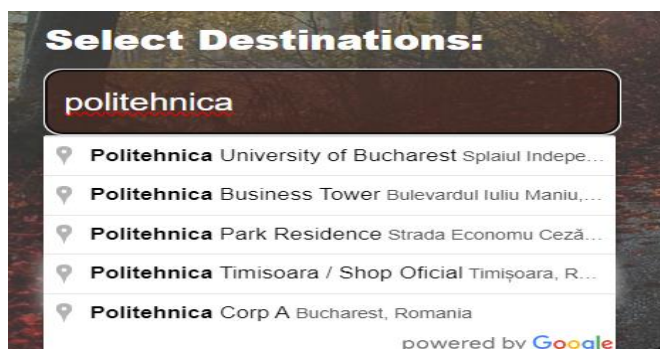 Select Destinations:
politehnica
Politehnica University of Bucharest Splaiul Indepe...
Politehnica Business Tower Bulevardul Iuliu Maniu,...
Politehnica Park Residence Strada Economu Ceză...
Politehnica Timisoara / Shop Oficial Timișoara, R...
Politehnica Corp A Bucharest, Romania
powered by Google